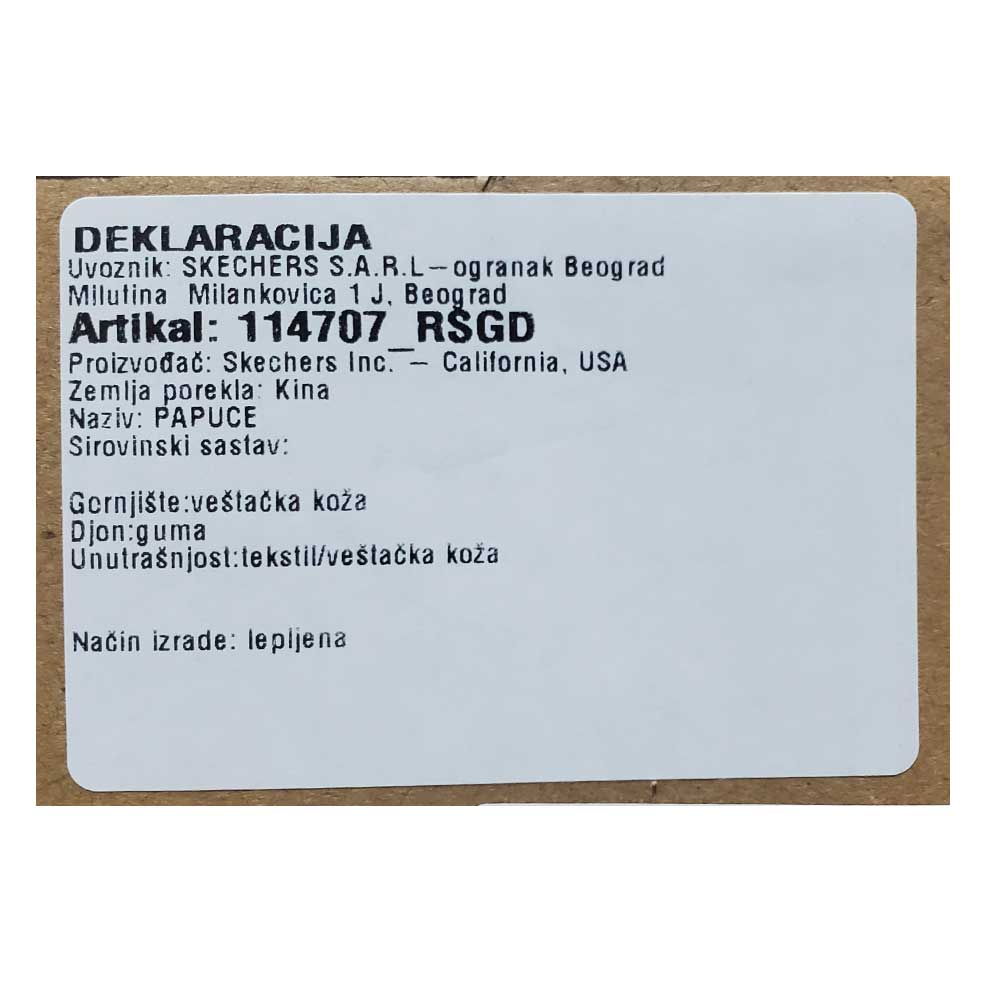 DEKLARACIJA
Uvoznik: SKECHERS S.A.R.L-ogranak Beograd
Milutina Milankovica 1 J, Beograd
Artikal: 114707_RSGD
Proizvođač: Skechers Inc. - California, USA
Zemlja porekla: Kina
Naziv: PAPUCE
Sirovinski sastav:
Gornjište:veštačka koža
Djon:guma
Unutrašnjost:tekstil/veštačka koža
Način izrade: lepljena